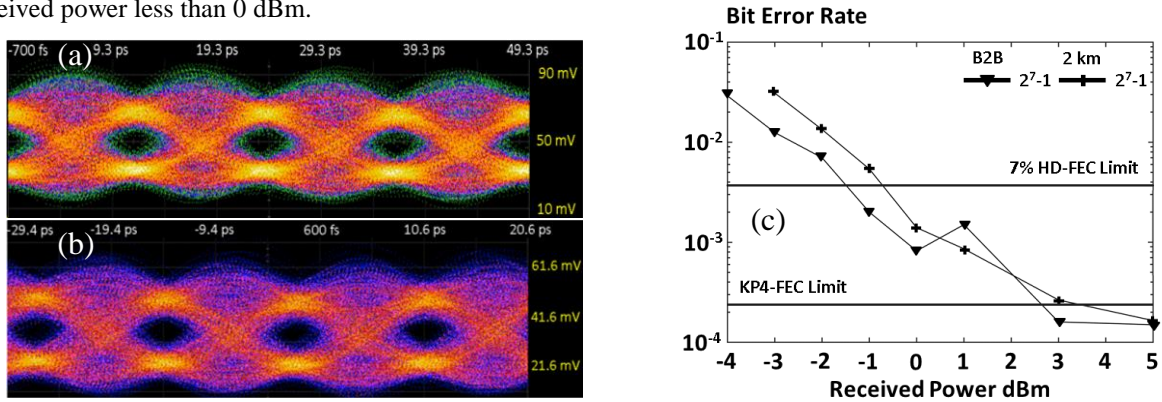 ceived power less than 0 dBm.
(a)
-700 fs 9.3 ps 19.3 ps 29.3 ps 39.3 ps 49.3 ps
90 mV
50 mV
10 mV
(b)
-29.4 ps -19.4 ps -9.4 ps 600 fs 10.6 ps 20.6 ps
61.6 mV
41.6 mV
21.6 mV
Bit Error Rate
10-1
10-2
10-3
10-4
B2B 2 km
2⁷-1 2⁷-1
7% HD-FEC Limit
(c)
KP4-FEC Limit
-4 -3 -2 -1 0 1 2 3 4 5
Received Power dBm